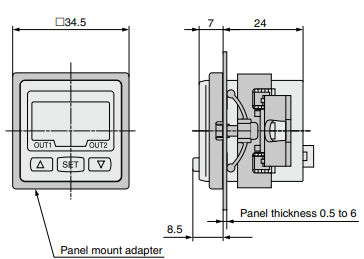 □34.5
7
24
OUT1
OUT2
△
SET
▽
8.5
Panel thickness 0.5 to 6
Panel mount adapter